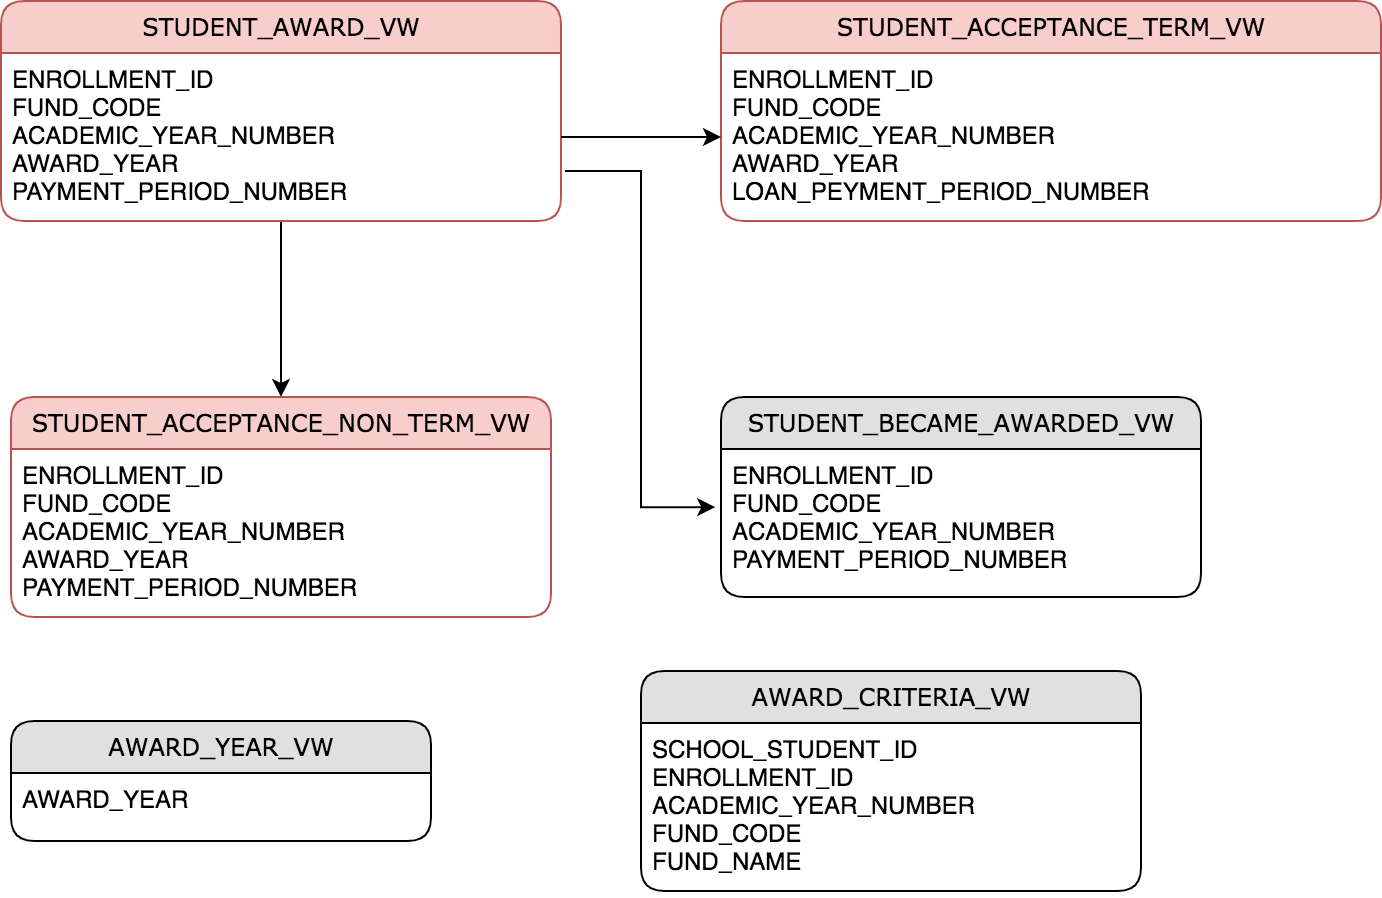 STUDENT_AWARD_VW
ENROLLMENT_ID
FUND_CODE
ACADEMIC_YEAR_NUMBER
AWARD_YEAR
PAYMENT_PERIOD_NUMBER
STUDENT_ACCEPTANCE_TERM_VW
ENROLLMENT_ID
FUND_CODE
ACADEMIC_YEAR_NUMBER
AWARD_YEAR
LOAN_PEYMENT_PERIOD_NUMBER
STUDENT_ACCEPTANCE_NON_TERM_VW
ENROLLMENT_ID
FUND_CODE
ACADEMIC_YEAR_NUMBER
AWARD_YEAR
PAYMENT_PERIOD_NUMBER
STUDENT_BECAME_AWARDED_VW
ENROLLMENT_ID
FUND_CODE
ACADEMIC_YEAR_NUMBER
PAYMENT_PERIOD_NUMBER
AWARD_YEAR_VW
AWARD_YEAR
AWARD_CRITERIA_VW
SCHOOL_STUDENT_ID
ENROLLMENT_ID
ACADEMIC_YEAR_NUMBER
FUND_CODE
FUND_NAME